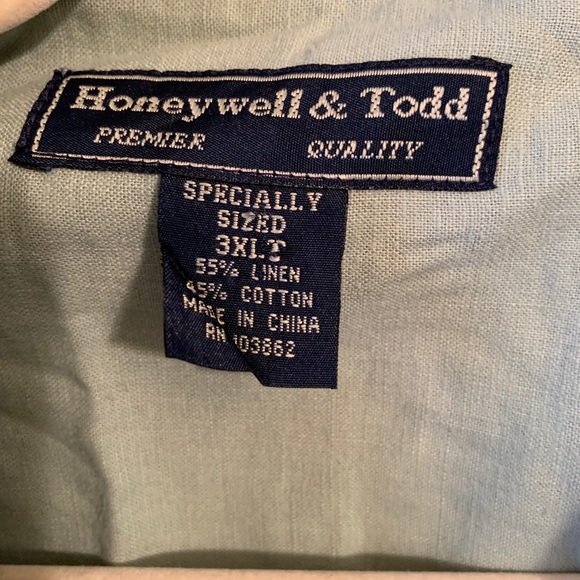 Honeywell & Todd
PREMIER QUALITY
SPECIALLY
SIZED
3XLT
55% LINEN
45% COTTON
MADE IN CHINA
RN 103862